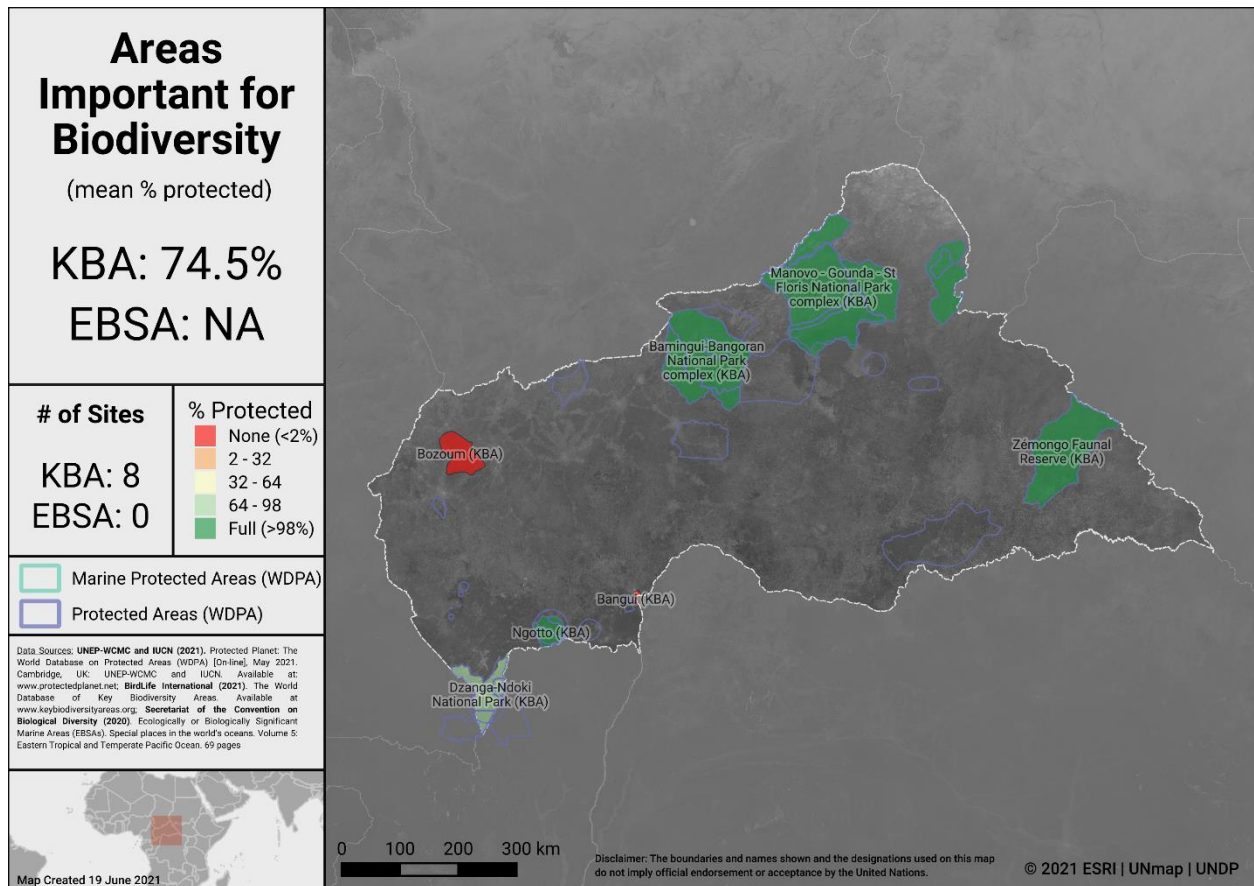 Areas
Important for
Biodiversity
(mean % protected)
KBA: 74.5%
EBSA: NA
# of Sites
KBA: 8
EBSA: 0
% Protected
None (<2%)
2 - 32
32 - 64
64 - 98
Full (>98%)
Marine Protected Areas (WDPA)
Protected Areas (WDPA)
Data Sources: UNEP-WCMC and IUCN (2021). Protected Planet: The
World Database on Protected Areas (WDPA) [On-line], May 2021.
Cambridge, UK: UNEP-WCMC and IUCN. Available at:
www.protectedplanet.net; BirdLife International (2021). The World
Database of Key Biodiversity Areas. Available at
www.keybiodiversityareas.org; Secretariat of the Convention on
Biological Diversity (2020). Ecologically or Biologically Significant
Marine Areas (EBSAs). Special places in the world's oceans. Volume 5:
Eastern Tropical and Temperate Pacific Ocean. 69 pages
Map Created 19 June 2021
Manovo - Gounda - St
Floris National Park
complex (KBA)
Bamingui-Bangoran
National Park
complex (KBA)
Bozoum (KBA)
Zémongo Faunal
Reserve (KBA)
Bangui (KBA)
Ngotto (KBA)
Dzanga-Ndoki
National Park (KBA)
0 100 200 300 km
Disclaimer: The boundaries and names shown and the designations used on this map
do not imply official endorsement or acceptance by the United Nations.
© 2021 ESRI | UNmap | UNDP